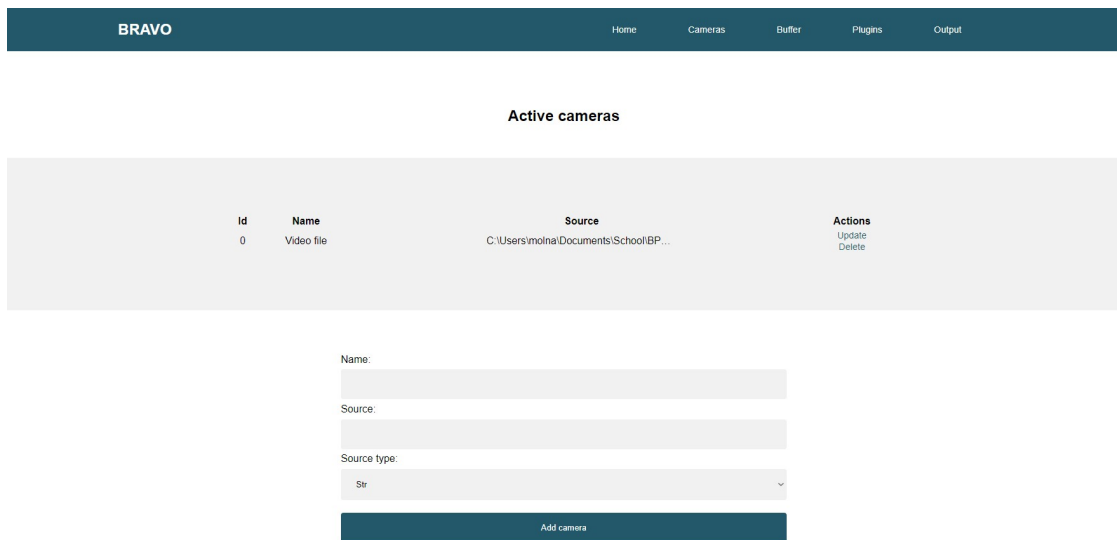 BRAVO Home Cameras Buffer Plugins Output
Active cameras
Id Name Source Actions
0 Video file C:\Users\molna\Documents\School\BP... Update
Delete
Name:
Source:
Source type:
Str
Add camera